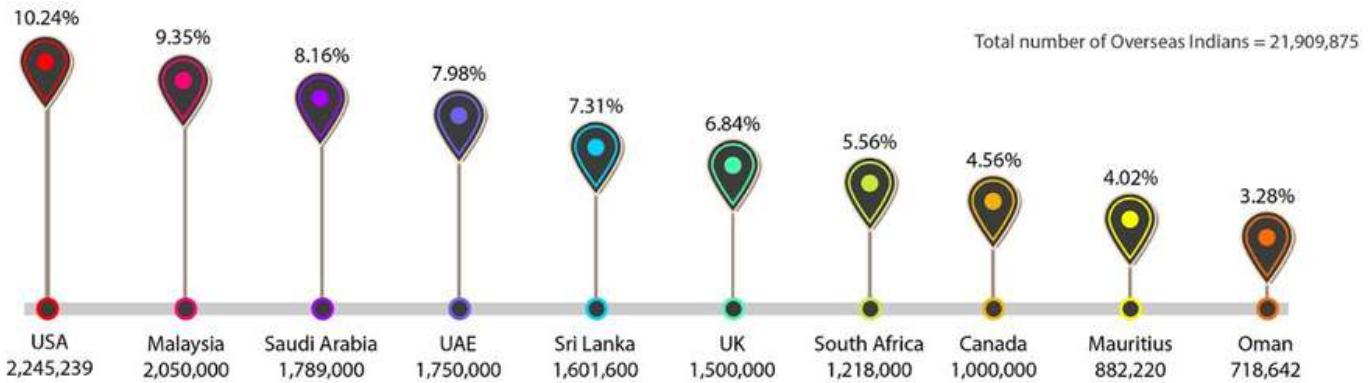 10.24%
9.35%
8.16%
7.98%
7.31%
6.84%
5.56%
4.56%
4.02%
3.28%
Total number of Overseas Indians = 21,909,875
USA
2,245,239
Malaysia
2,050,000
Saudi Arabia
1,789,000
UAE
1,750,000
Sri Lanka
1,601,600
UK
1,500,000
South Africa
1,218,000
Canada
1,000,000
Mauritius
882,220
Oman
718,642